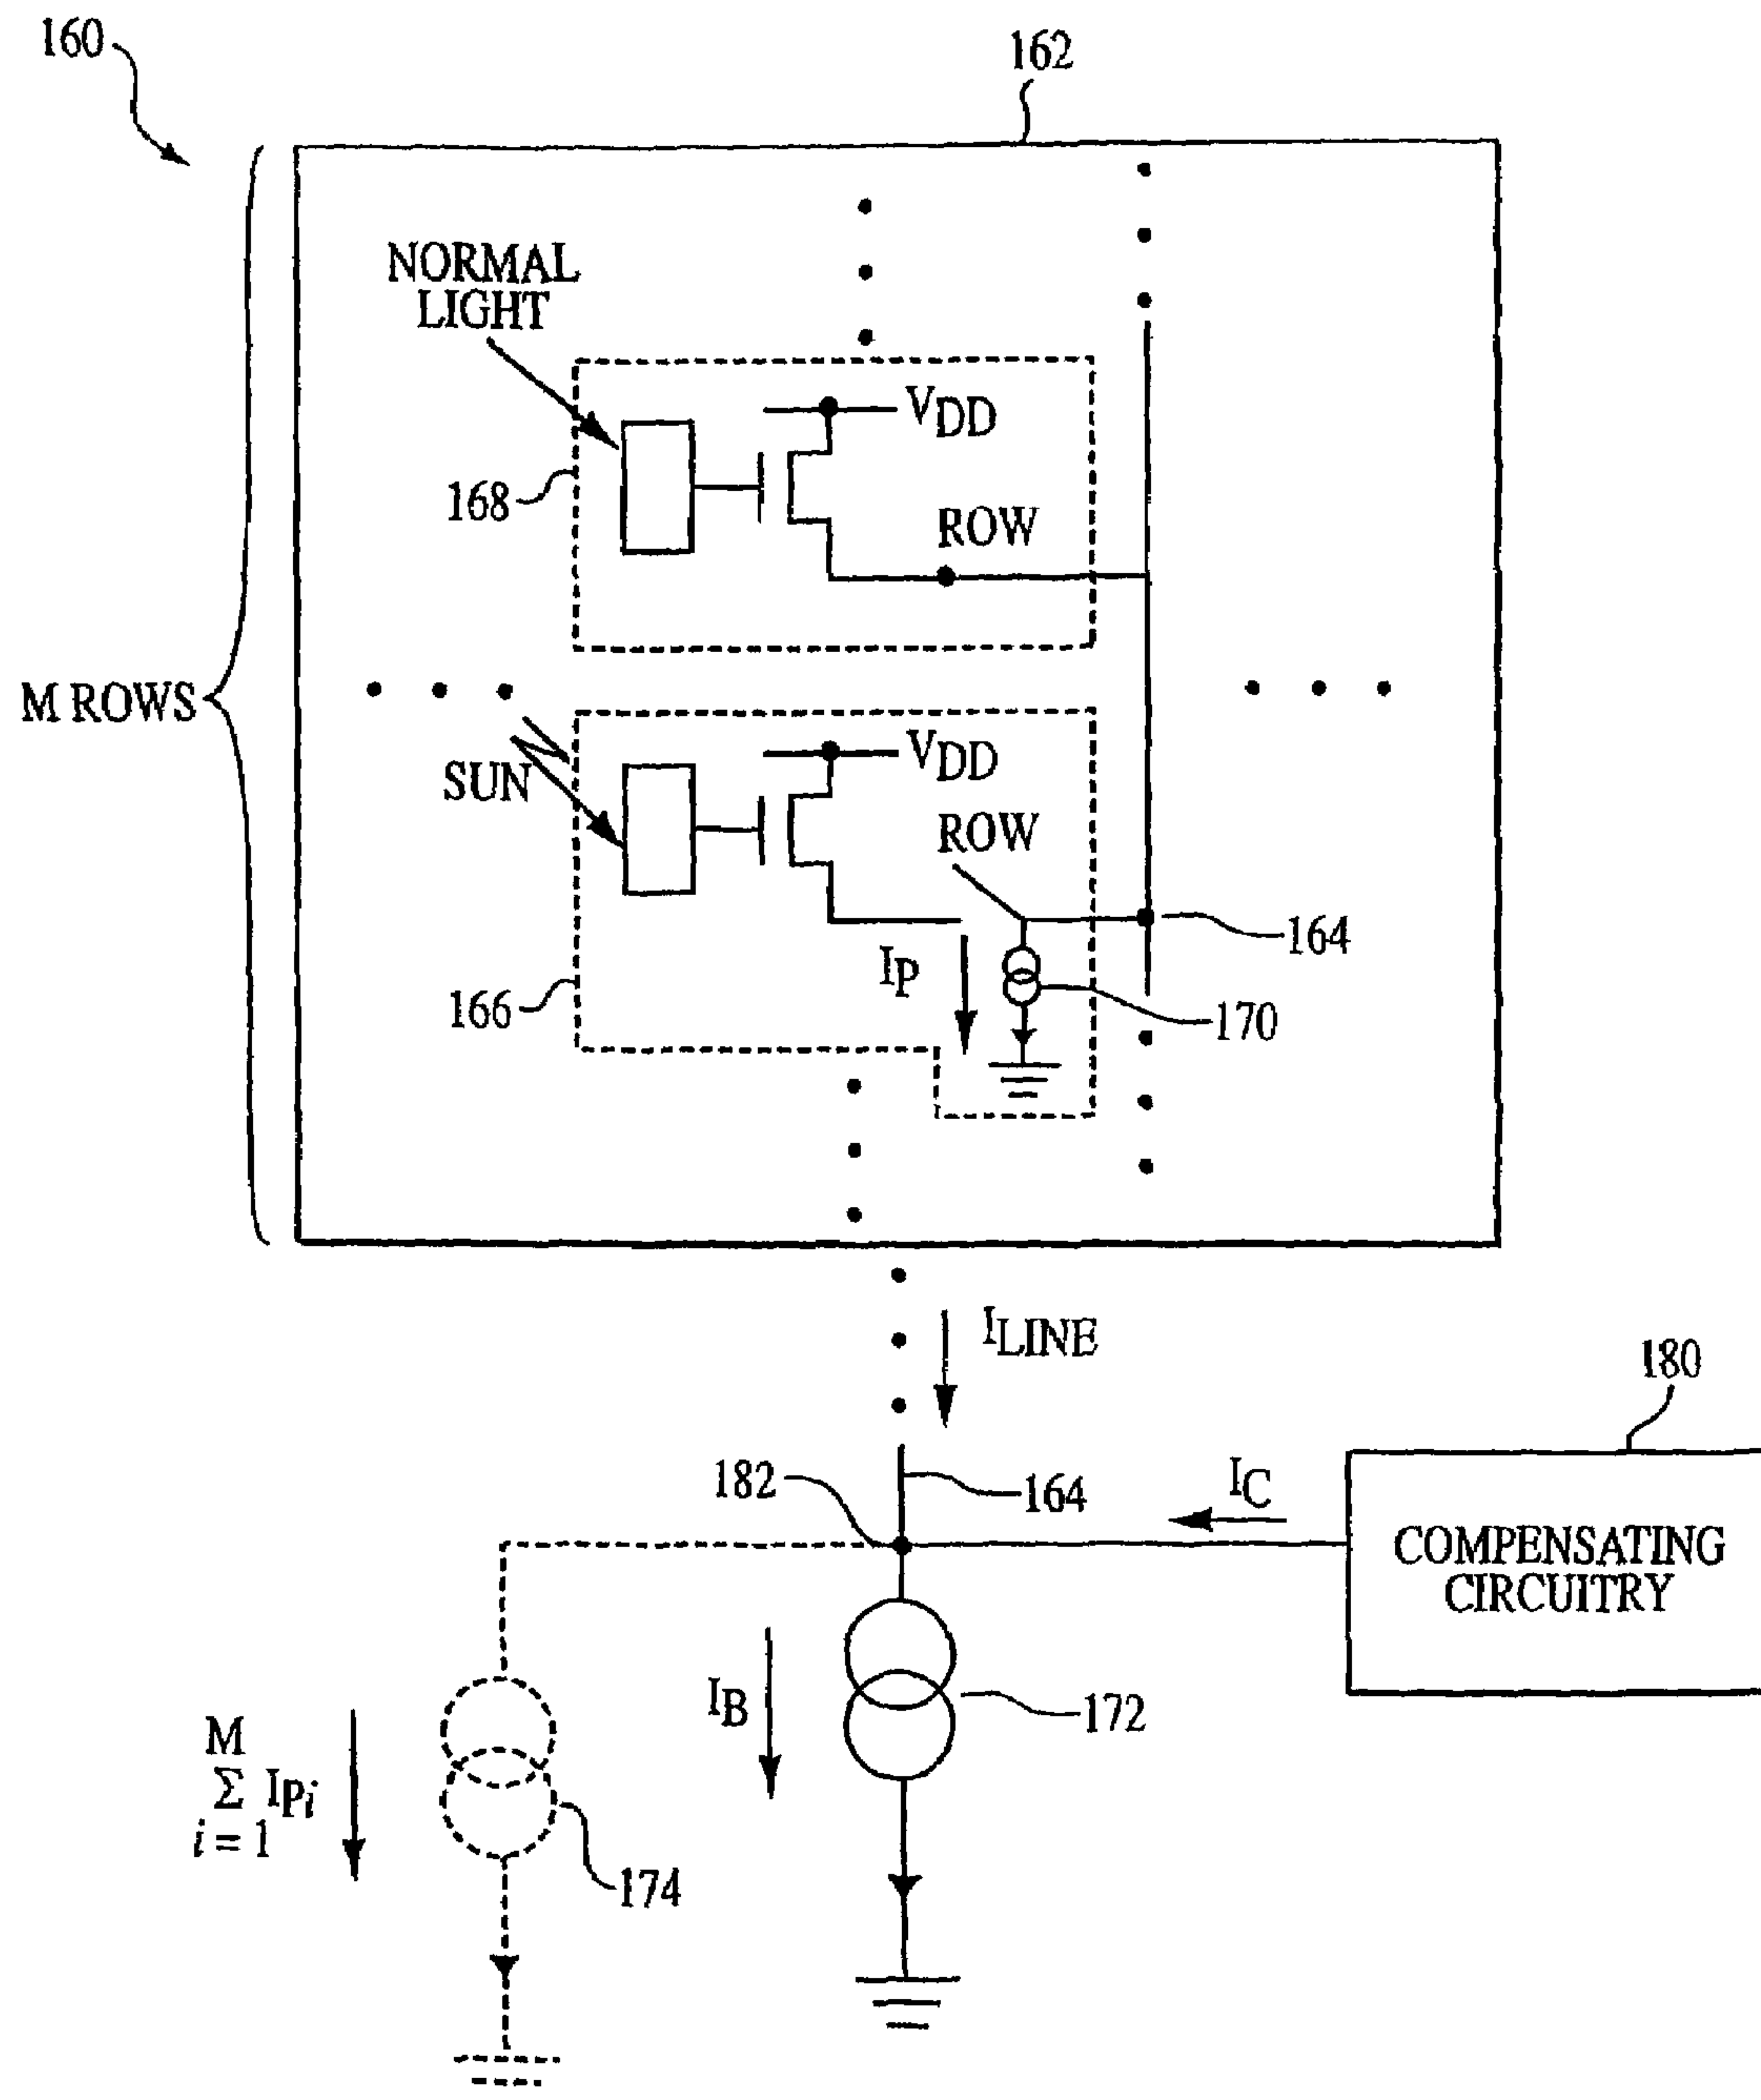 160
162
NORMAL
LIGHT
VDD
168
ROW
M ROWS
SUN
VDD
ROW
164
IP
166
170
ILINE
180
182
164
IC
COMPENSATING
CIRCUITRY
IB
172
M
Σ IPi
i = 1
174